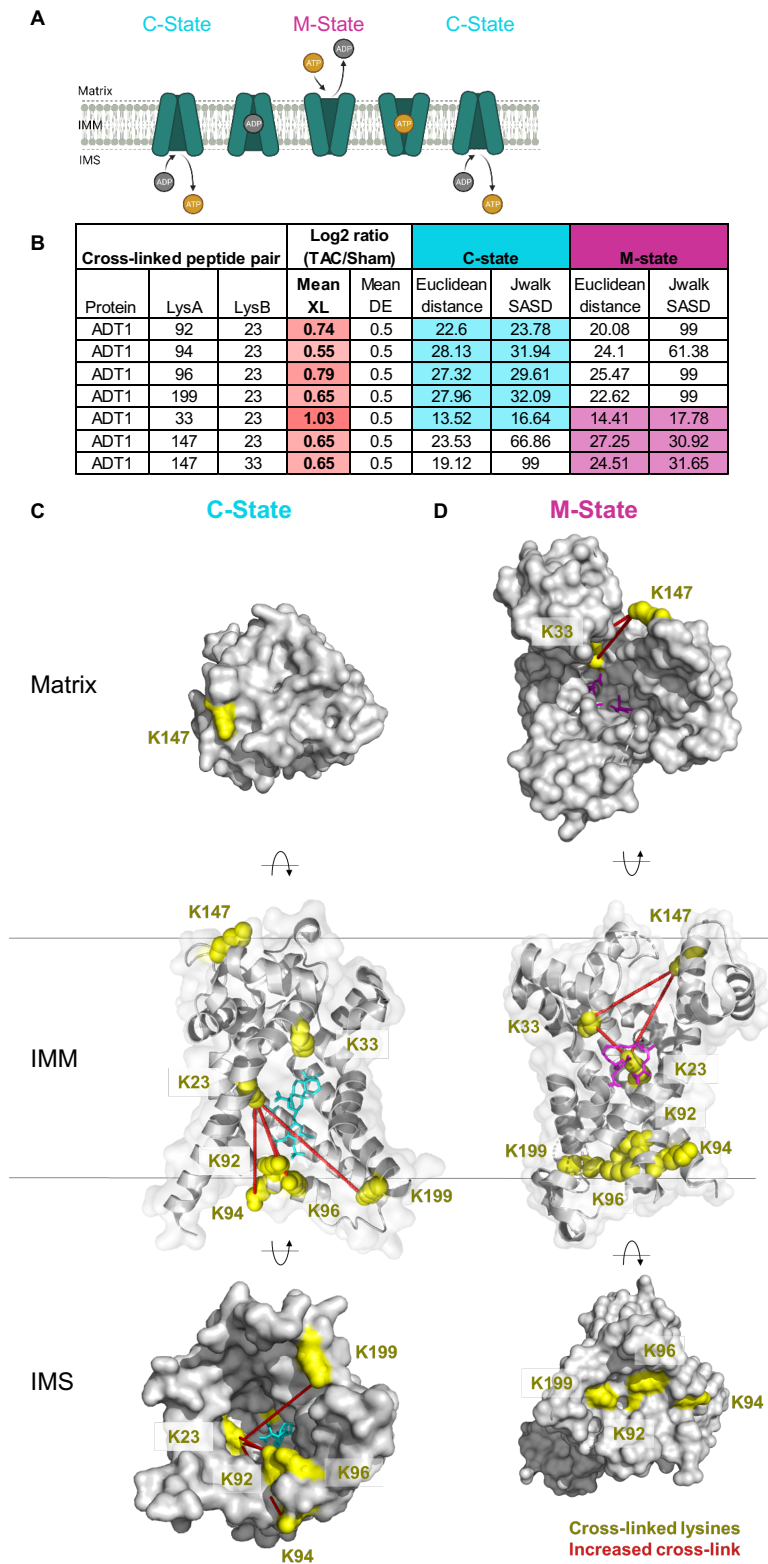 A
C-State M-State C-State
ATP ADP
Matrix
IMM
IMS
ADP ATP
ADP ATP ADP ATP
B
Cross-linked peptide pair Log2 ratio (TAC/Sham) C-state M-state
Protein LysA LysB Mean XL Mean DE Euclidean distance Jwalk SASD Euclidean distance Jwalk SASD
ADT1 92 23 0.74 0.5 22.6 23.78 20.08 99
ADT1 94 23 0.55 0.5 28.13 31.94 24.1 61.38
ADT1 96 23 0.79 0.5 27.32 29.61 25.47 99
ADT1 199 23 0.65 0.5 27.96 32.09 22.62 99
ADT1 33 23 1.03 0.5 13.52 16.64 14.41 17.78
ADT1 147 23 0.65 0.5 23.53 66.86 27.25 30.92
ADT1 147 33 0.65 0.5 19.12 99 24.51 31.65
C C-State D M-State
Matrix
K147
K147
K33
IMM
K147
K33
K23
K92
K94
K96
K199
K147
K33
K23
K92
K199
K94
K96
IMS
K199
K23
K92
K96
K94
K96
K199
K94
K92
Cross-linked lysines
Increased cross-link